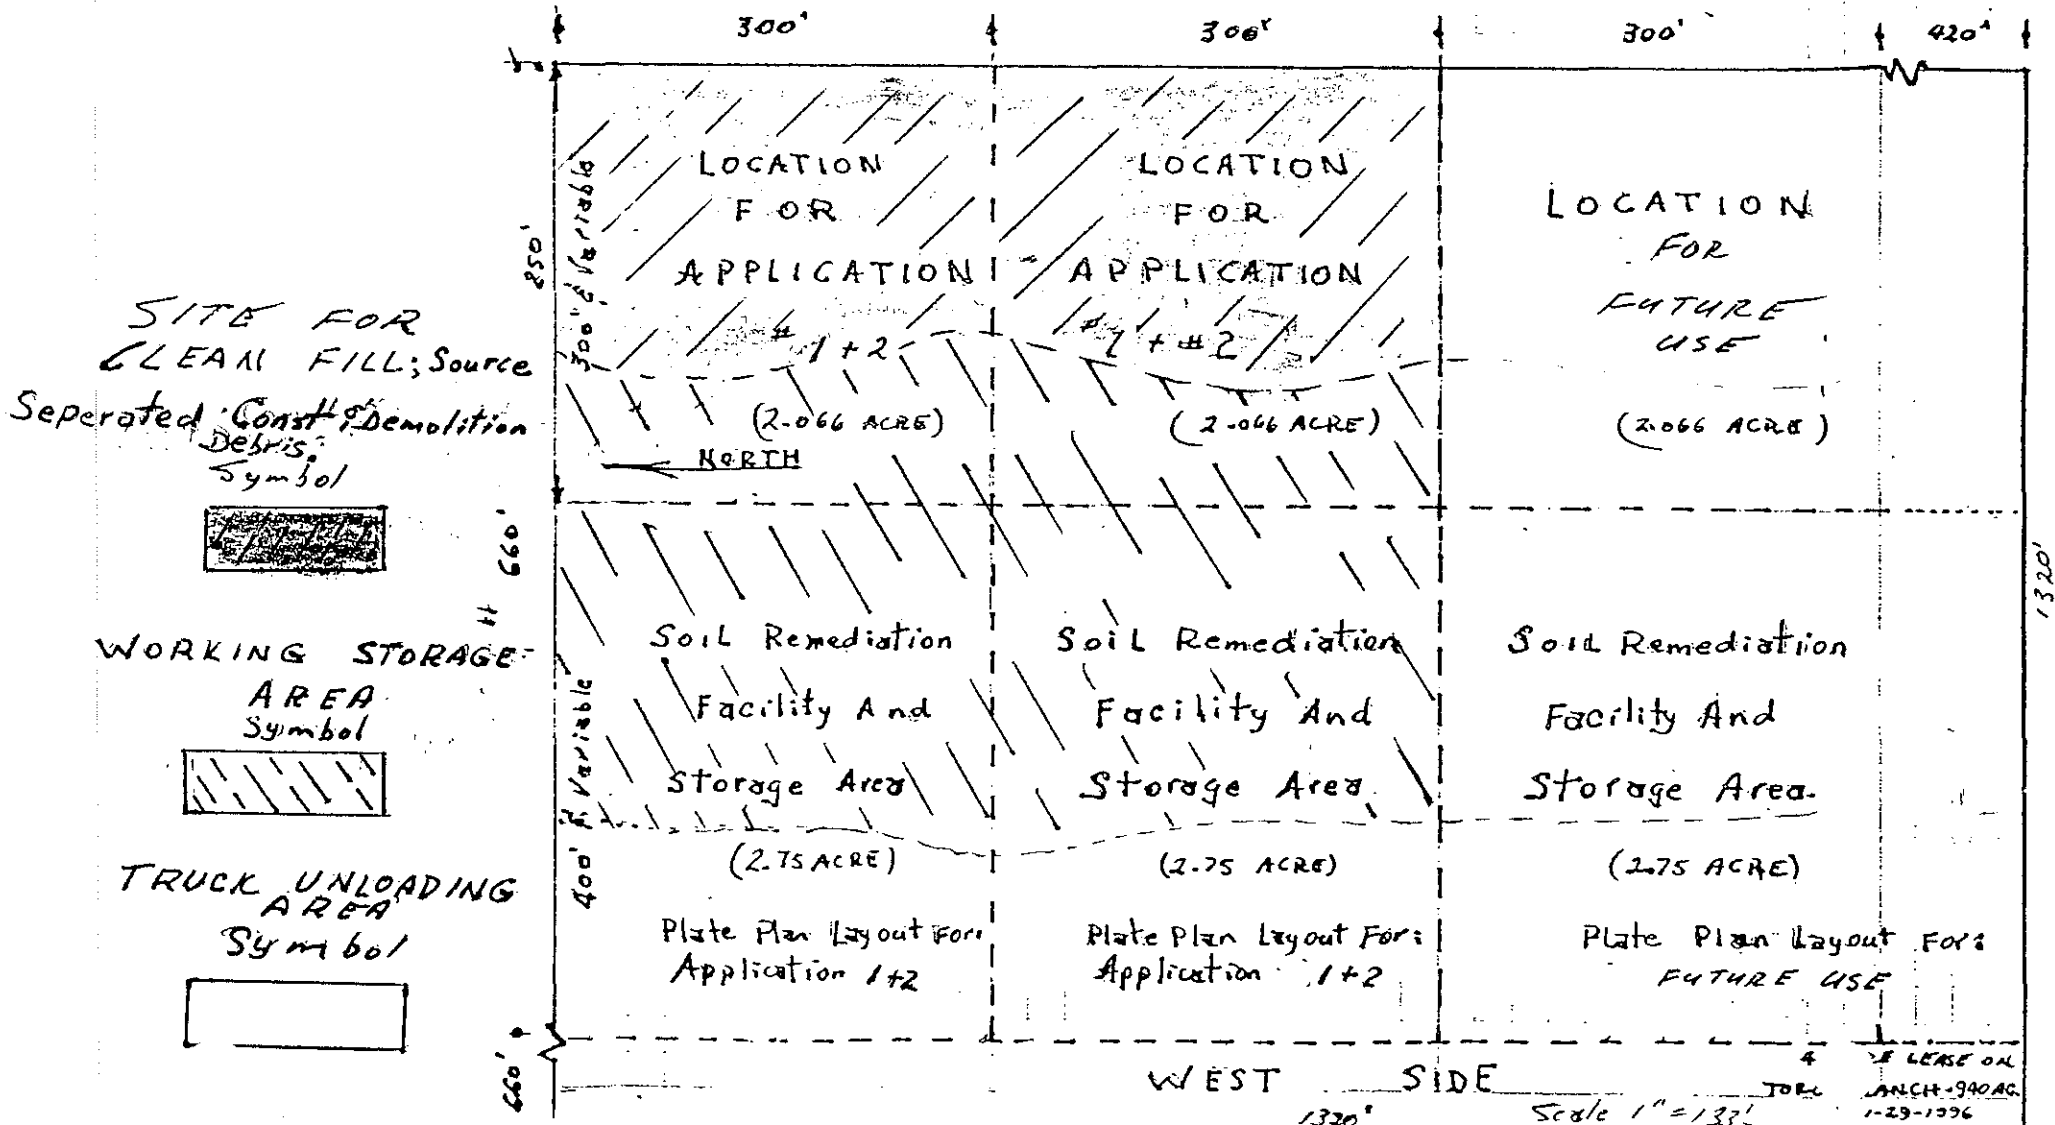 300'
300'
300'
420'
LOCATION
FOR
APPLICATION
# 1 + 2
(2.066 ACRE)
NORTH
LOCATION
FOR
APPLICATION
# 1 + # 2
(2.066 ACRE)
LOCATION
FOR
FUTURE
USE
(2.066 ACRE)
250'
300' & Variable
SITE FOR
CLEAN FILL; Source
Seperated Const & Demolition
Debris.
Symbol
660'
WORKING STORAGE
AREA
Symbol
400' & Variable
TRUCK UNLOADING
AREA
Symbol
660'
Soil Remediation
Facility And
Storage Area
(2.75 ACRE)
Plate Plan Layout For:
Application 1+2
Soil Remediation
Facility And
Storage Area
(2.75 ACRE)
Plate Plan Layout For:
Application 1+2
Soil Remediation
Facility And
Storage Area.
(2.75 ACRE)
Plate Plan Layout For:
FUTURE USE
1320'
WEST SIDE
1320'
Scale 1" = 133'
LEASE ON
1-29-1996